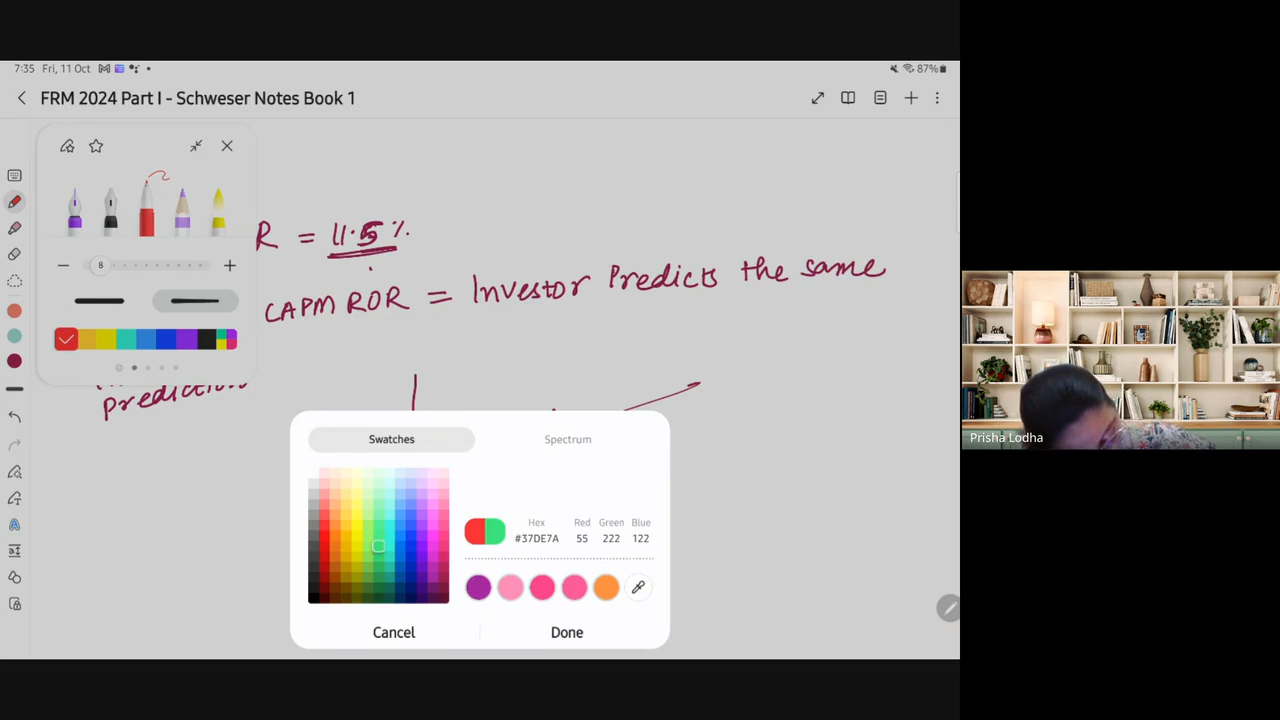 7:35 Fri, 11 Oct
87%
FRM 2024 Part I - Schweser Notes Book 1
R = 11.5 %
8
CAPM ROR = Investor Predicts the same
Prediction
Swatches Spectrum
Hex Red Green Blue
#37DE7A 55 222 122
Cancel Done
Prisha Lodha